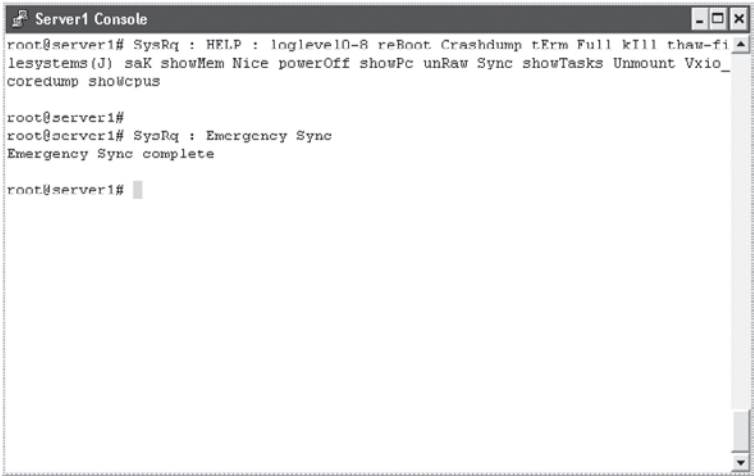 Server1 Console
root@server1# SysRq : HELP : loglevel0-8 reBoot Crashdump tErm Full kIll thaw-fi
lesystems(J) saK showMem Nice powerOff showPc unRaw Sync showTasks Unmount Vxio_
coredump shoWcpus
root@server1#
root@server1# SysRq : Emergency Sync
Emergency Sync complete
root@server1#